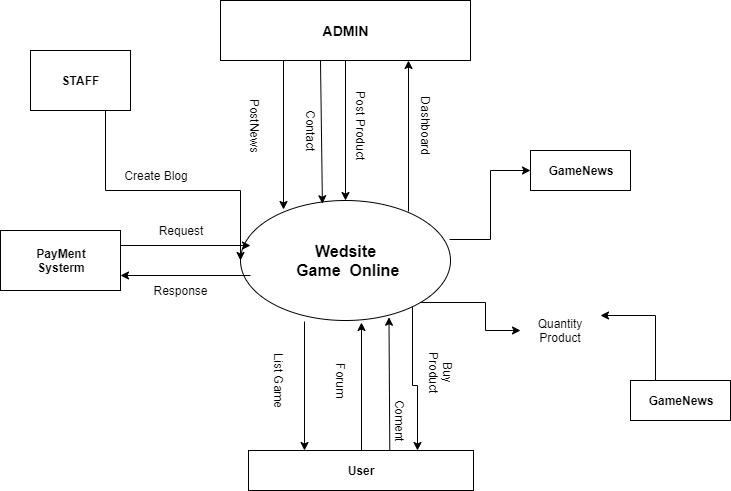 ADMIN
STAFF
PostNews
Contact
Post Product
Dashboard
Create Blog
GameNews
Request
PayMent
Systerm
Wedsite
Game Online
Response
Quantity
Product
List Game
Forum
Coment
Buy
Product
GameNews
User